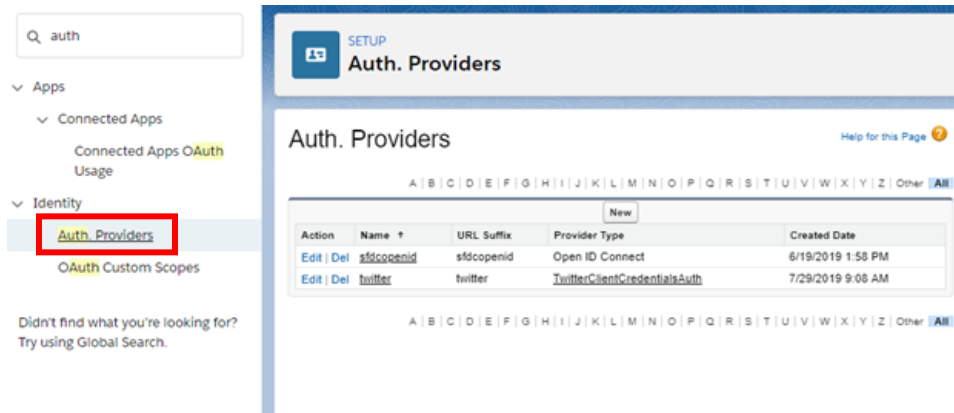 auth
Apps
Connected Apps
Connected Apps OAuth
Usage
Identity
Auth. Providers
OAuth Custom Scopes
Didn't find what you're looking for?
Try using Global Search.
SETUP
Auth. Providers
Auth. Providers
Help for this Page ?
A | B | C | D | E | F | G | H | I | J | K | L | M | N | O | P | Q | R | S | T | U | V | W | X | Y | Z | Other All
New
Action Name ↑ URL Suffix Provider Type Created Date
Edit | Del sfdcopenid sfdcopenid Open ID Connect 6/19/2019 1:58 PM
Edit | Del twitter twitter TwitterClientCredentialsAuth 7/29/2019 9:08 AM
A | B | C | D | E | F | G | H | I | J | K | L | M | N | O | P | Q | R | S | T | U | V | W | X | Y | Z | Other All